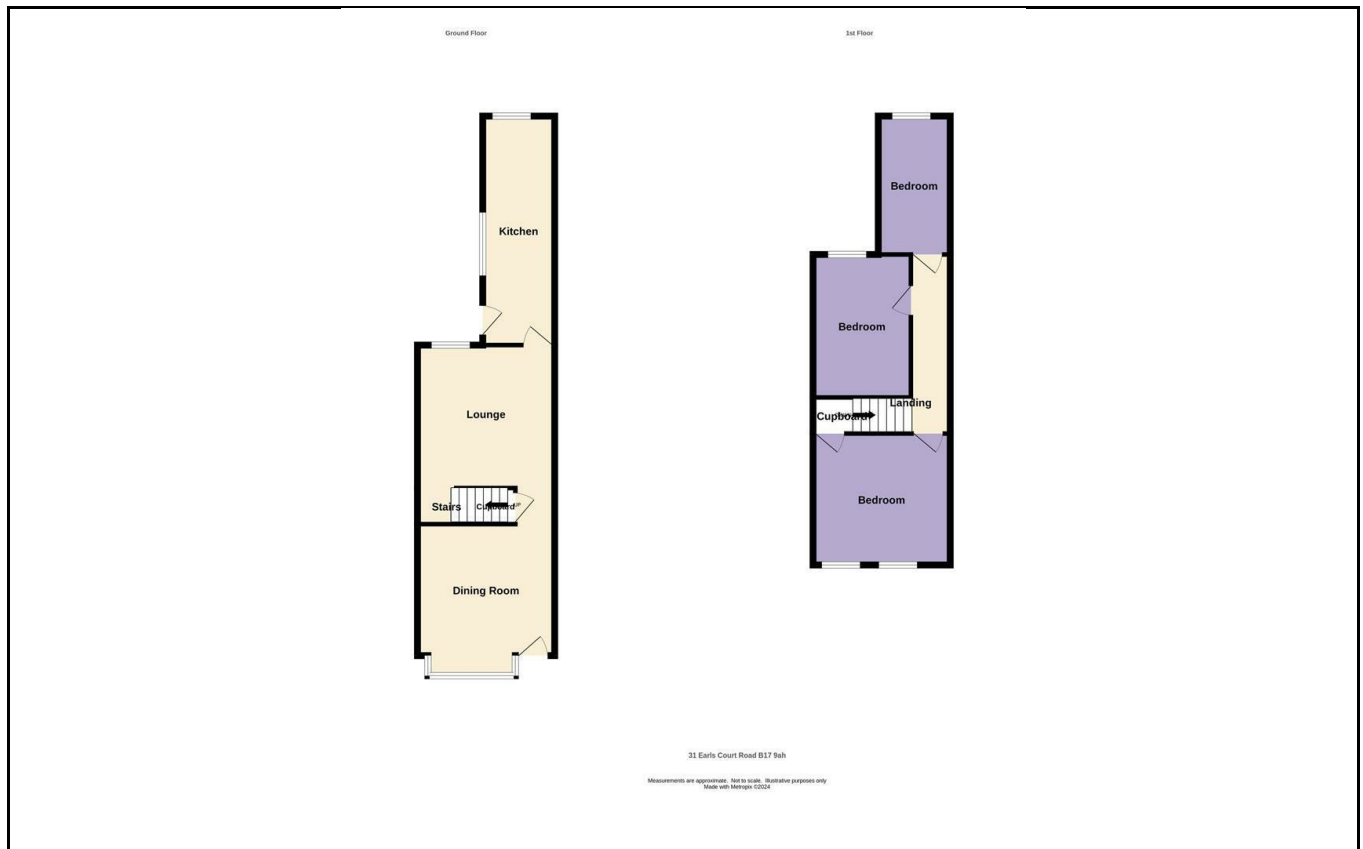 Ground Floor
1st Floor
Kitchen
Lounge
Stairs
Cupboard
Dining Room
Bedroom
Bedroom
Landing
Cupboard
Bedroom
31 Earls Court Road B17 9ah
Measurements are approximate. Not to scale. Illustrative purposes only
Made with Metropix ©2024